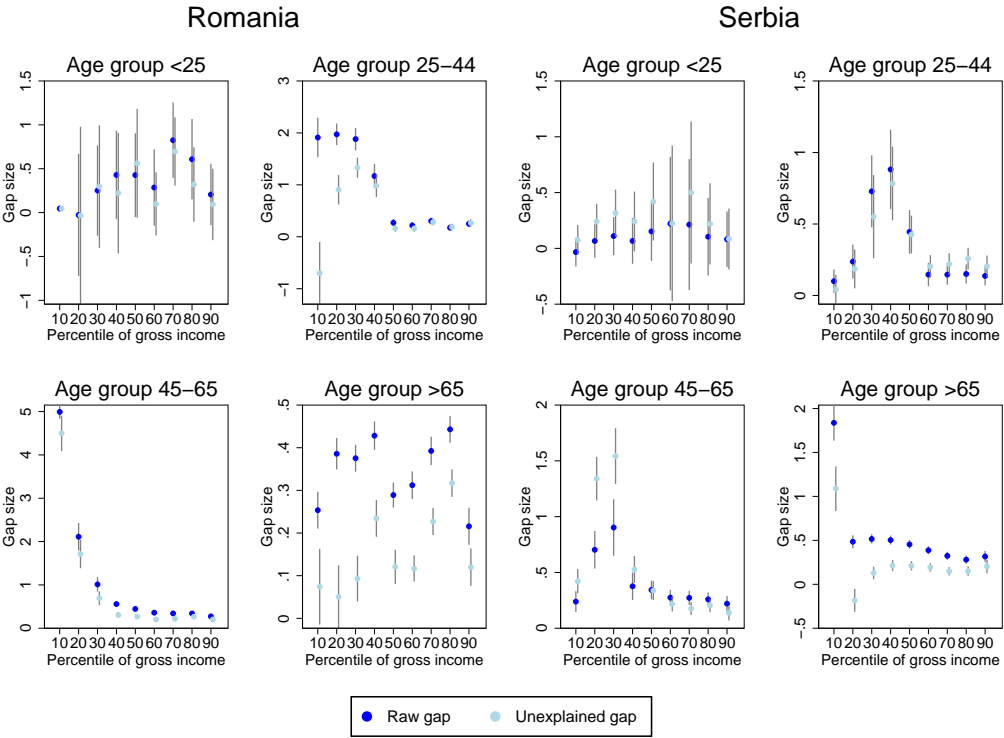 Romania
Serbia
Age group <25
Gap size
1.5
1
.5
0
−.5
−1
10 20 30 40 50 60 70 80 90
Percentile of gross income
Age group 25−44
Gap size
3
2
1
0
−1
10 20 30 40 50 60 70 80 90
Percentile of gross income
Age group <25
Gap size
1.5
1
.5
0
−.5
10 20 30 40 50 60 70 80 90
Percentile of gross income
Age group 25−44
Gap size
1.5
1
.5
0
10 20 30 40 50 60 70 80 90
Percentile of gross income
Age group 45−65
Gap size
5
4
3
2
1
0
10 20 30 40 50 60 70 80 90
Percentile of gross income
Age group >65
Gap size
.5
.4
.3
.2
.1
0
10 20 30 40 50 60 70 80 90
Percentile of gross income
Age group 45−65
Gap size
2
1.5
1
.5
0
10 20 30 40 50 60 70 80 90
Percentile of gross income
Age group >65
Gap size
2
1.5
1
.5
0
−.5
10 20 30 40 50 60 70 80 90
Percentile of gross income
Raw gap
Unexplained gap